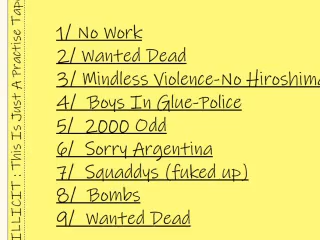 ILLICIT : This Is Just A Practise Tap
1/ No Work
2/ Wanted Dead
3/ Mindless Violence-No Hiroshima
4/ Boys In Glue-Police
5/ 2000 Odd
6/ Sorry Argentina
7/ Squaddys (fuked up)
8/ Bombs
9/ Wanted Dead